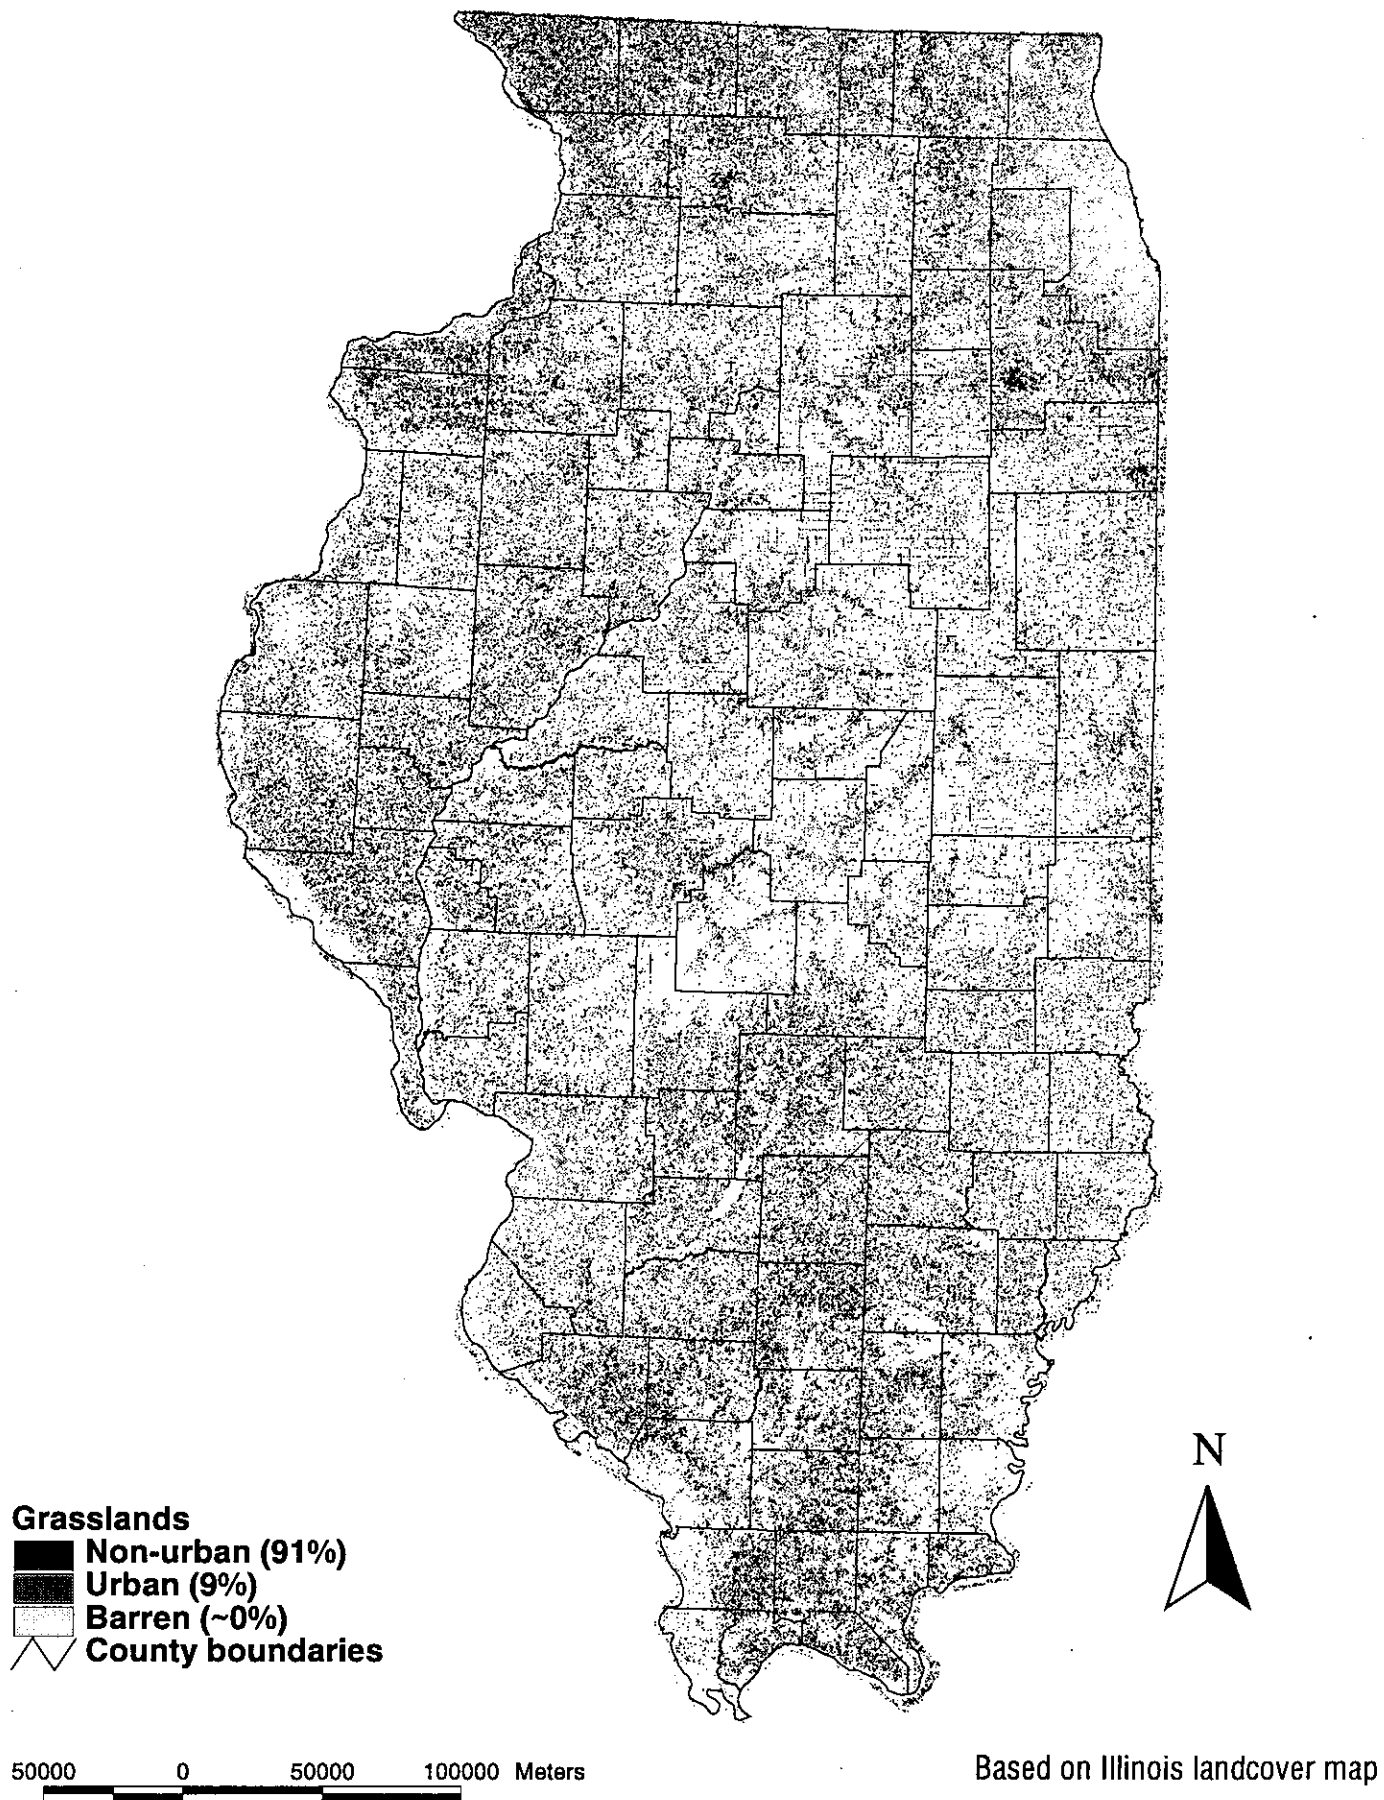 N
Grasslands
Non-urban (91%)
Urban (9%)
Barren (~0%)
County boundaries
50000 0 50000 100000 Meters
Based on Illinois landcover map